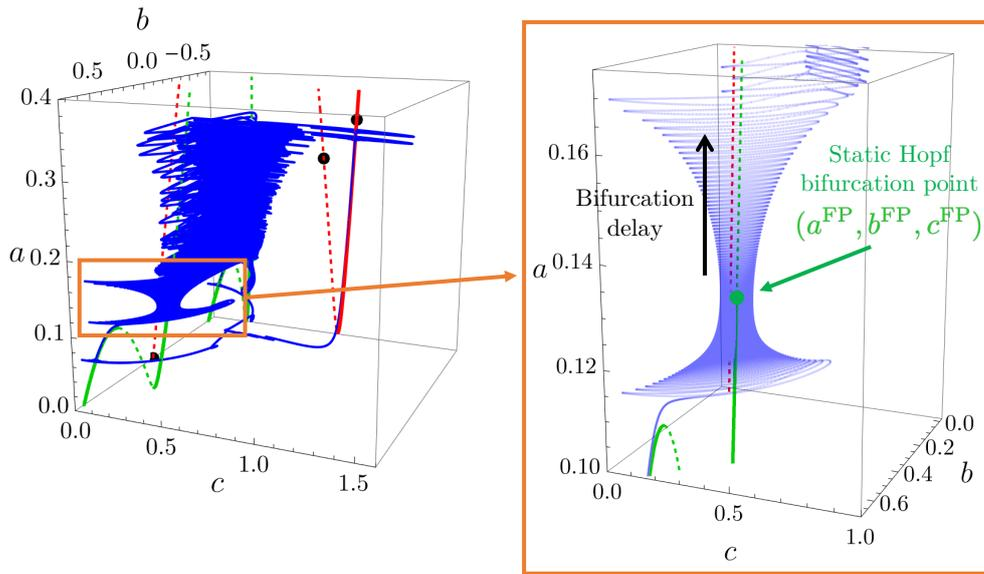 b
0.5 0.0 −0.5
0.4
0.3
a 0.2
0.1
0.0
0.0 0.5 1.0 1.5
c
0.16
Static Hopf
bifurcation point
(a^FP, b^FP, c^FP)
Bifurcation
delay
a 0.14
0.12
0.10
0.0 0.5 1.0
c
0.0
0.2
0.4
0.6
b